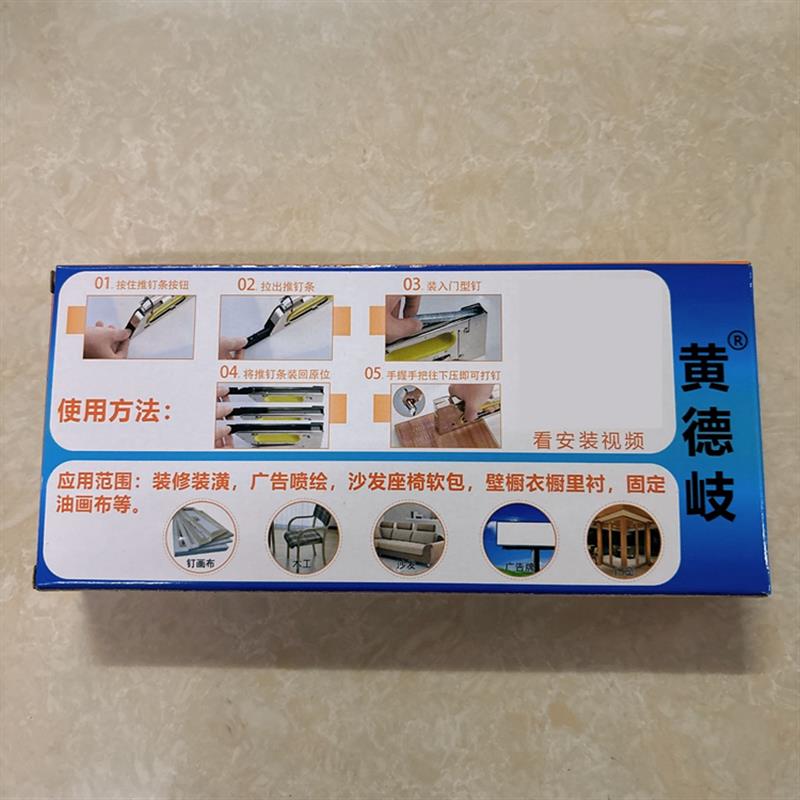 01. 按住推钉条按钮
02. 拉出推钉条
03. 装入门型钉
04. 将推钉条装回原位
05. 手握手把往下压即可打钉
使用方法：
看安装视频
黄德岐®
应用范围：装修装潢，广告喷绘，沙发座椅软包，壁橱衣橱里衬，固定
油画布等。
钉画布
木工
沙发
广告牌